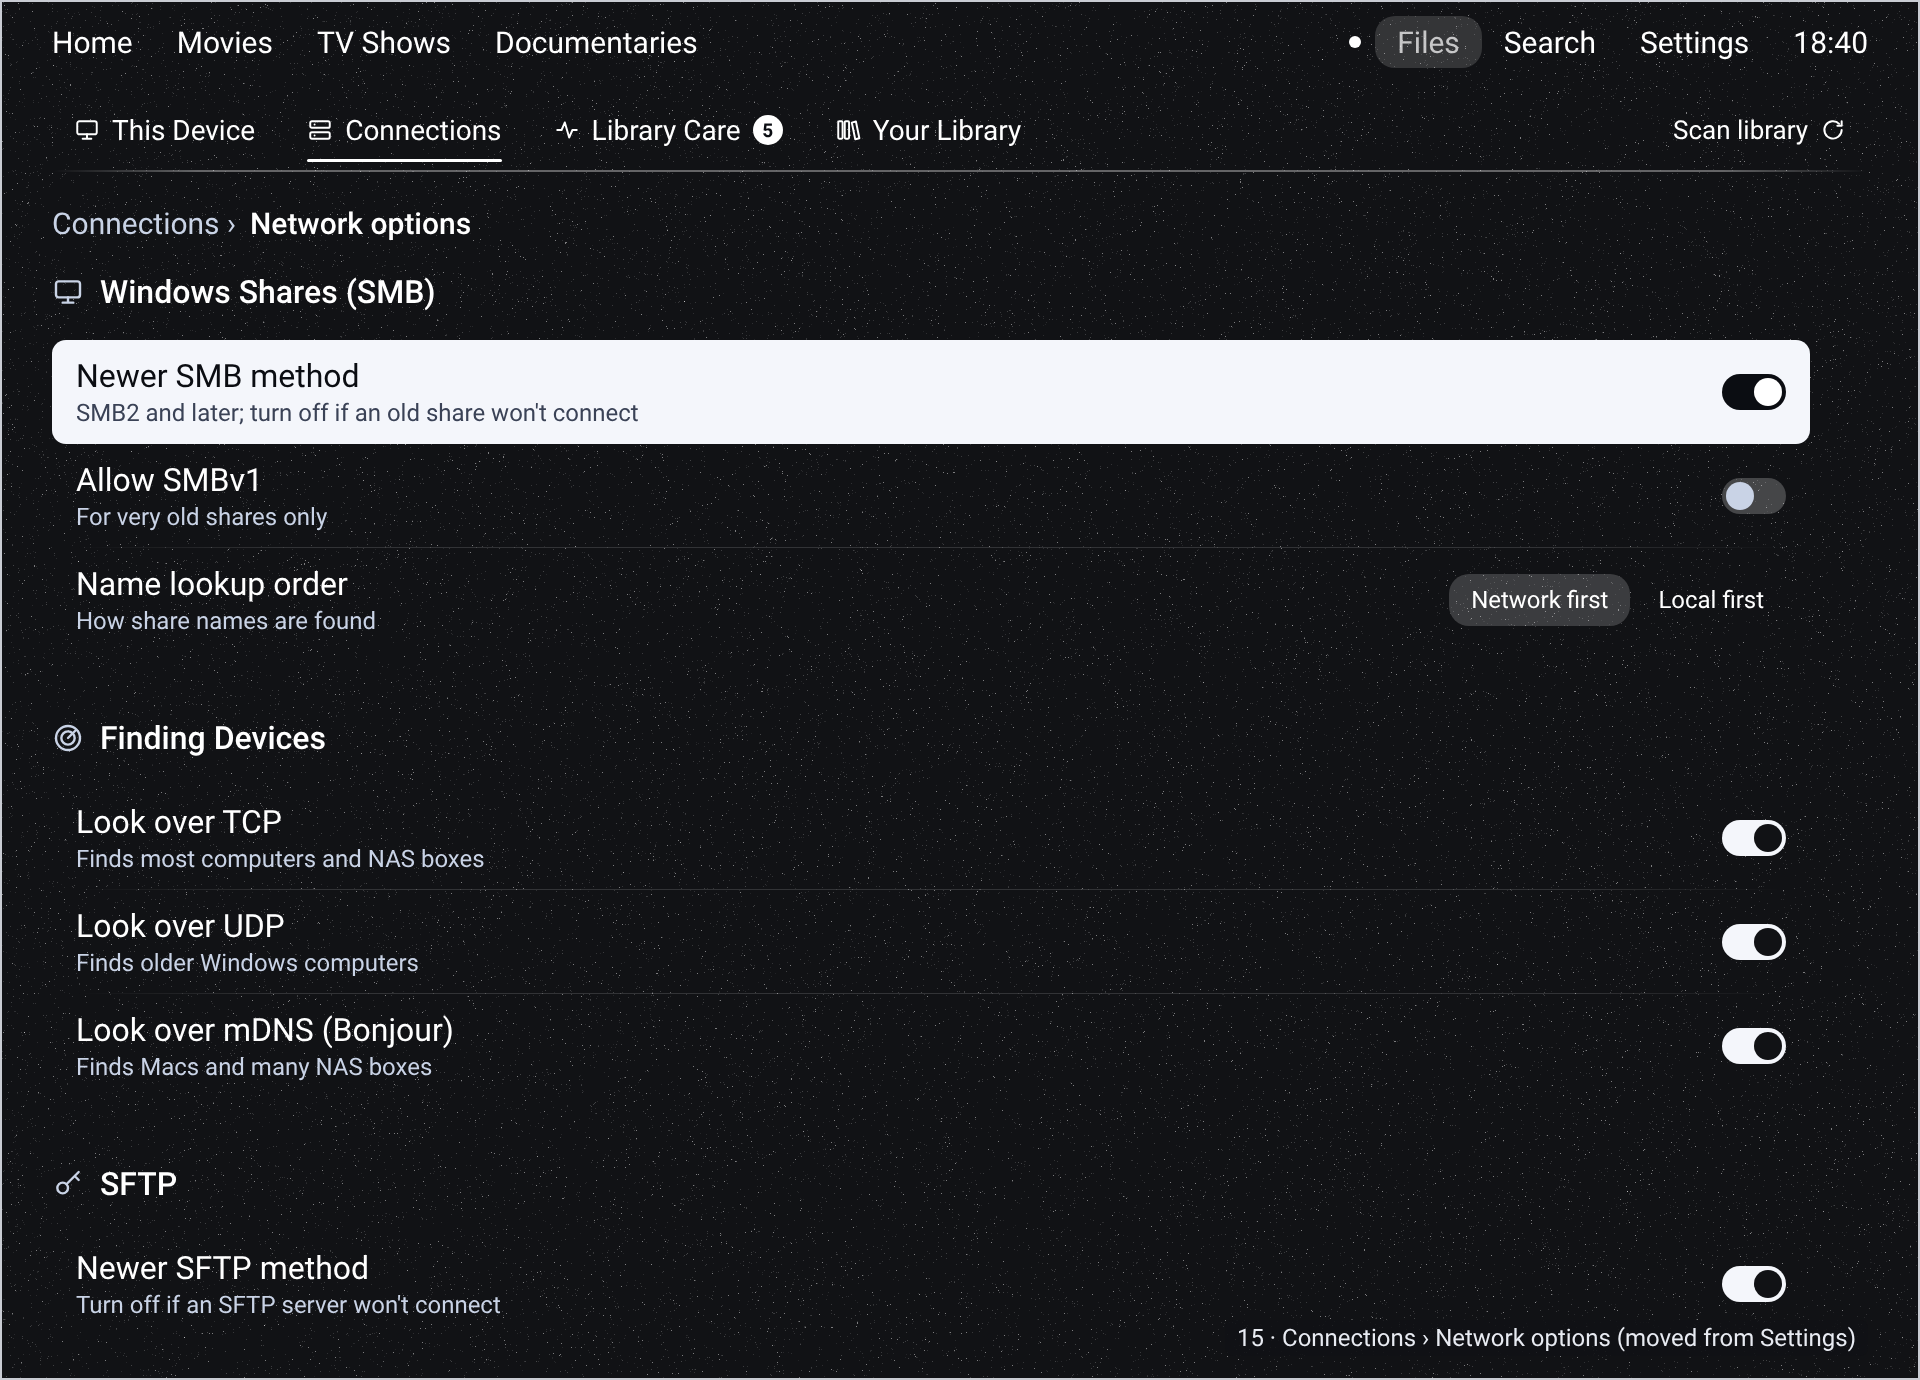 Home Movies TV Shows Documentaries Files Search Settings 18:40
This Device Connections Library Care 5 Your Library Scan library
Connections › Network options
Windows Shares (SMB)
Newer SMB method
SMB2 and later; turn off if an old share won't connect
Allow SMBv1
For very old shares only
Name lookup order
How share names are found
Network first Local first
Finding Devices
Look over TCP
Finds most computers and NAS boxes
Look over UDP
Finds older Windows computers
Look over mDNS (Bonjour)
Finds Macs and many NAS boxes
SFTP
Newer SFTP method
Turn off if an SFTP server won't connect
15 · Connections › Network options (moved from Settings)